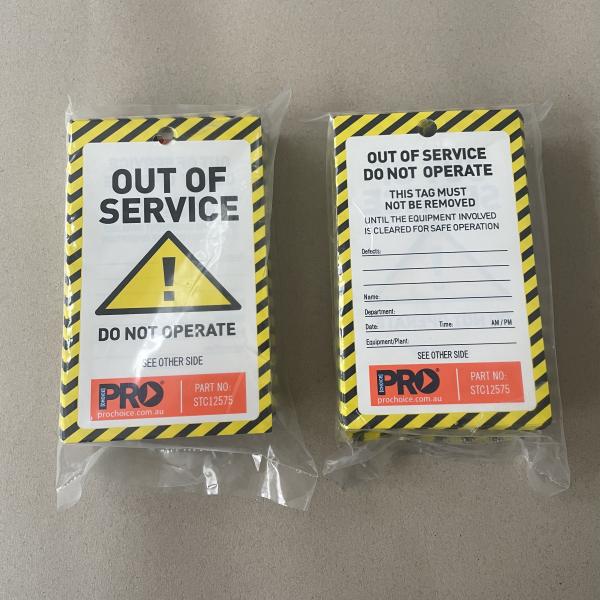 OUT OF
SERVICE
!
DO NOT OPERATE
SEE OTHER SIDE
CHOICE PRO
prochoice.com.au
PART NO:
STC12575
OUT OF SERVICE
DO NOT OPERATE
THIS TAG MUST
NOT BE REMOVED
UNTIL THE EQUIPMENT INVOLVED
IS CLEARED FOR SAFE OPERATION
Defects:
Name:
Department:
Date: Time: AM / PM
Equipment/Plant:
SEE OTHER SIDE
CHOICE PRO
prochoice.com.au
PART NO:
STC12575